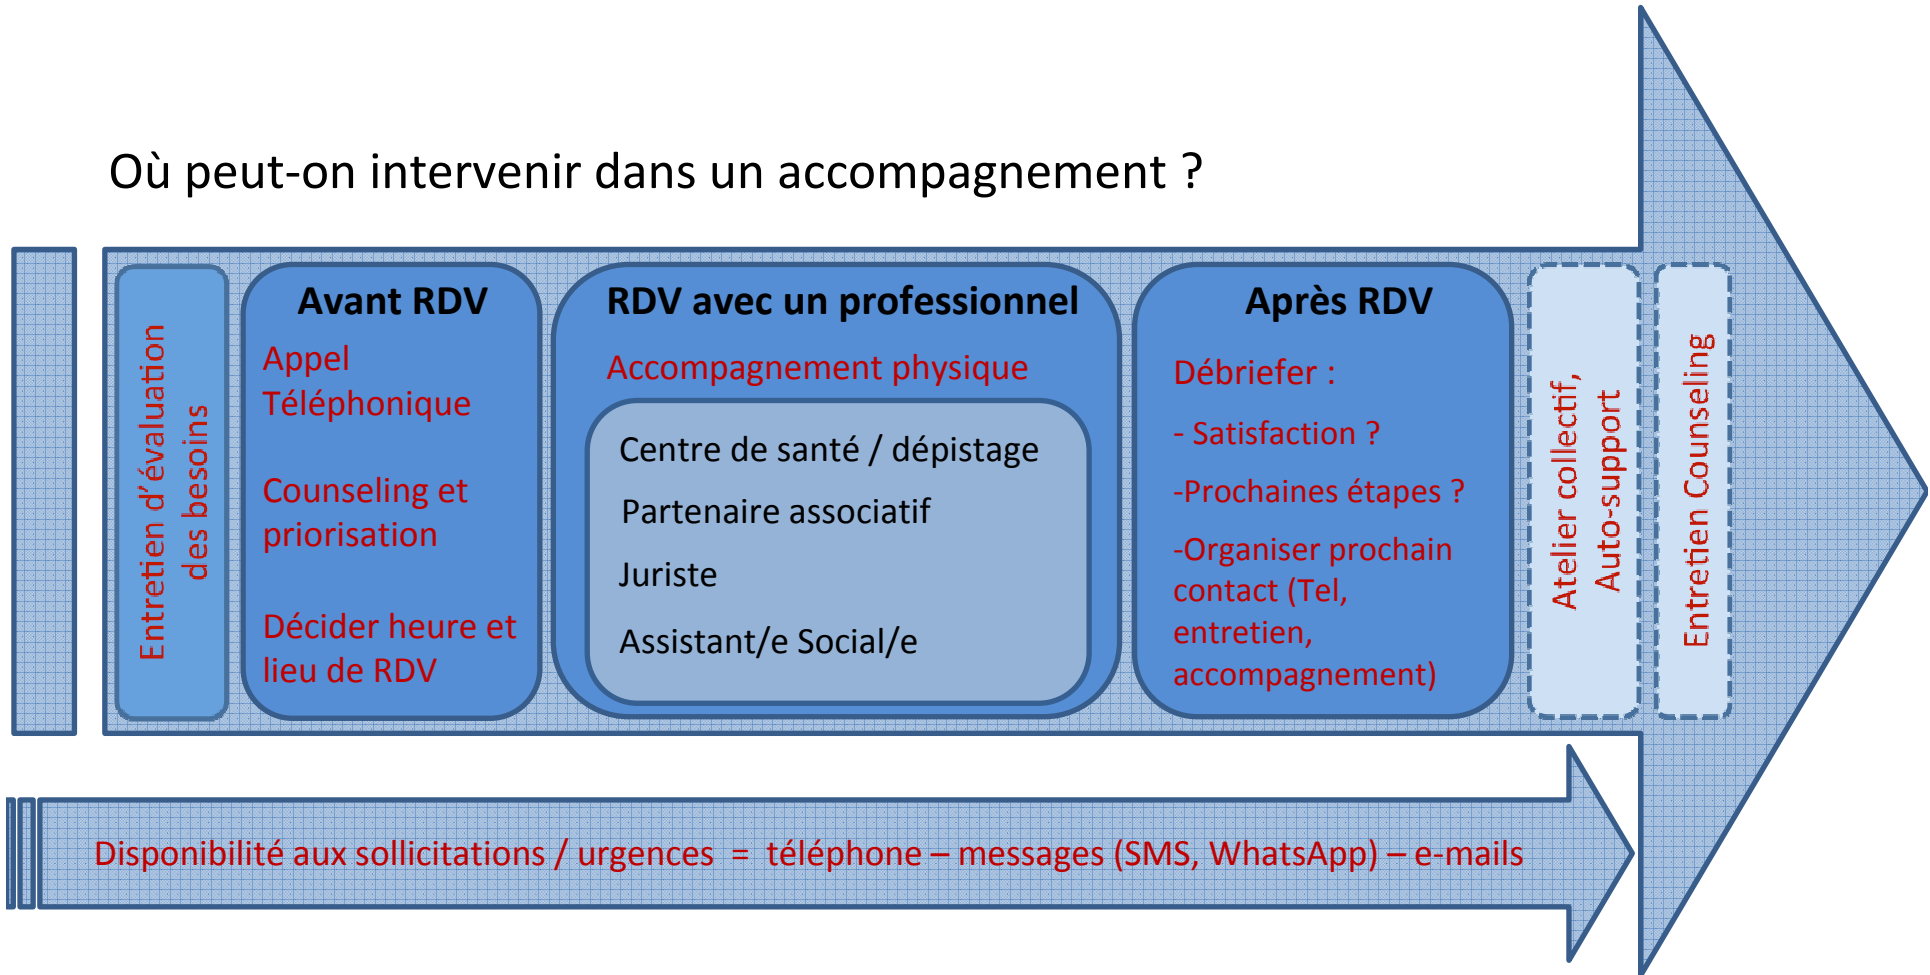 Où peut-on intervenir dans un accompagnement ?
Entretien d'évaluation
des besoins
Avant RDV
Appel
Téléphonique
Counseling et
priorisation
Décider heure et
lieu de RDV
RDV avec un professionnel
Accompagnement physique
Centre de santé / dépistage
Partenaire associatif
Juriste
Assistant/e Social/e
Après RDV
Débriefer :
- Satisfaction ?
-Prochaines étapes ?
-Organiser prochain
contact (Tel,
entretien,
accompagnement)
Atelier collectif,
Auto-support
Entretien Counseling
Disponibilité aux sollicitations / urgences = téléphone – messages (SMS, WhatsApp) – e-mails